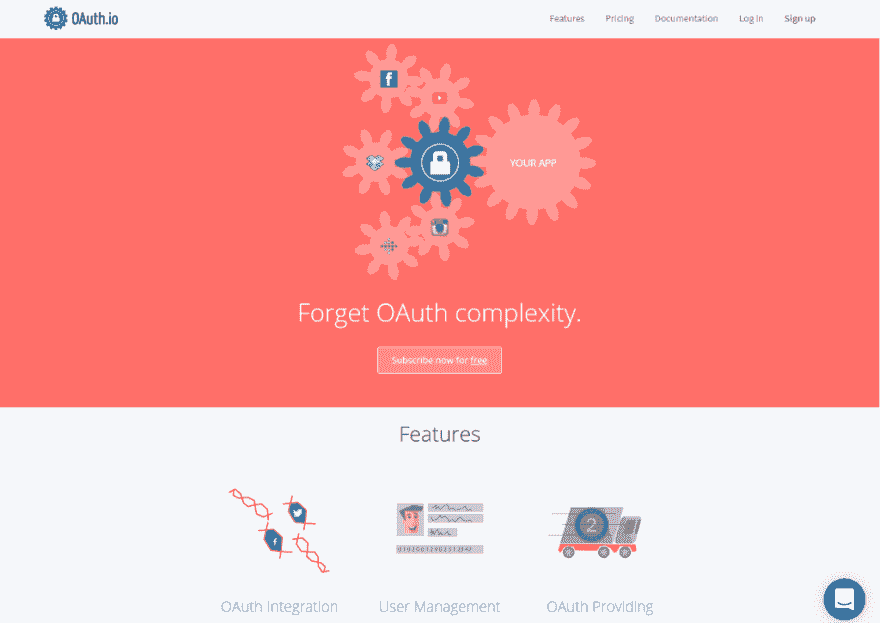 OAuth.io
Features Pricing Documentation Log in Sign up
YOUR APP
Forget OAuth complexity.
Subscribe now for free
Features
2
OAuth Integration User Management OAuth Providing